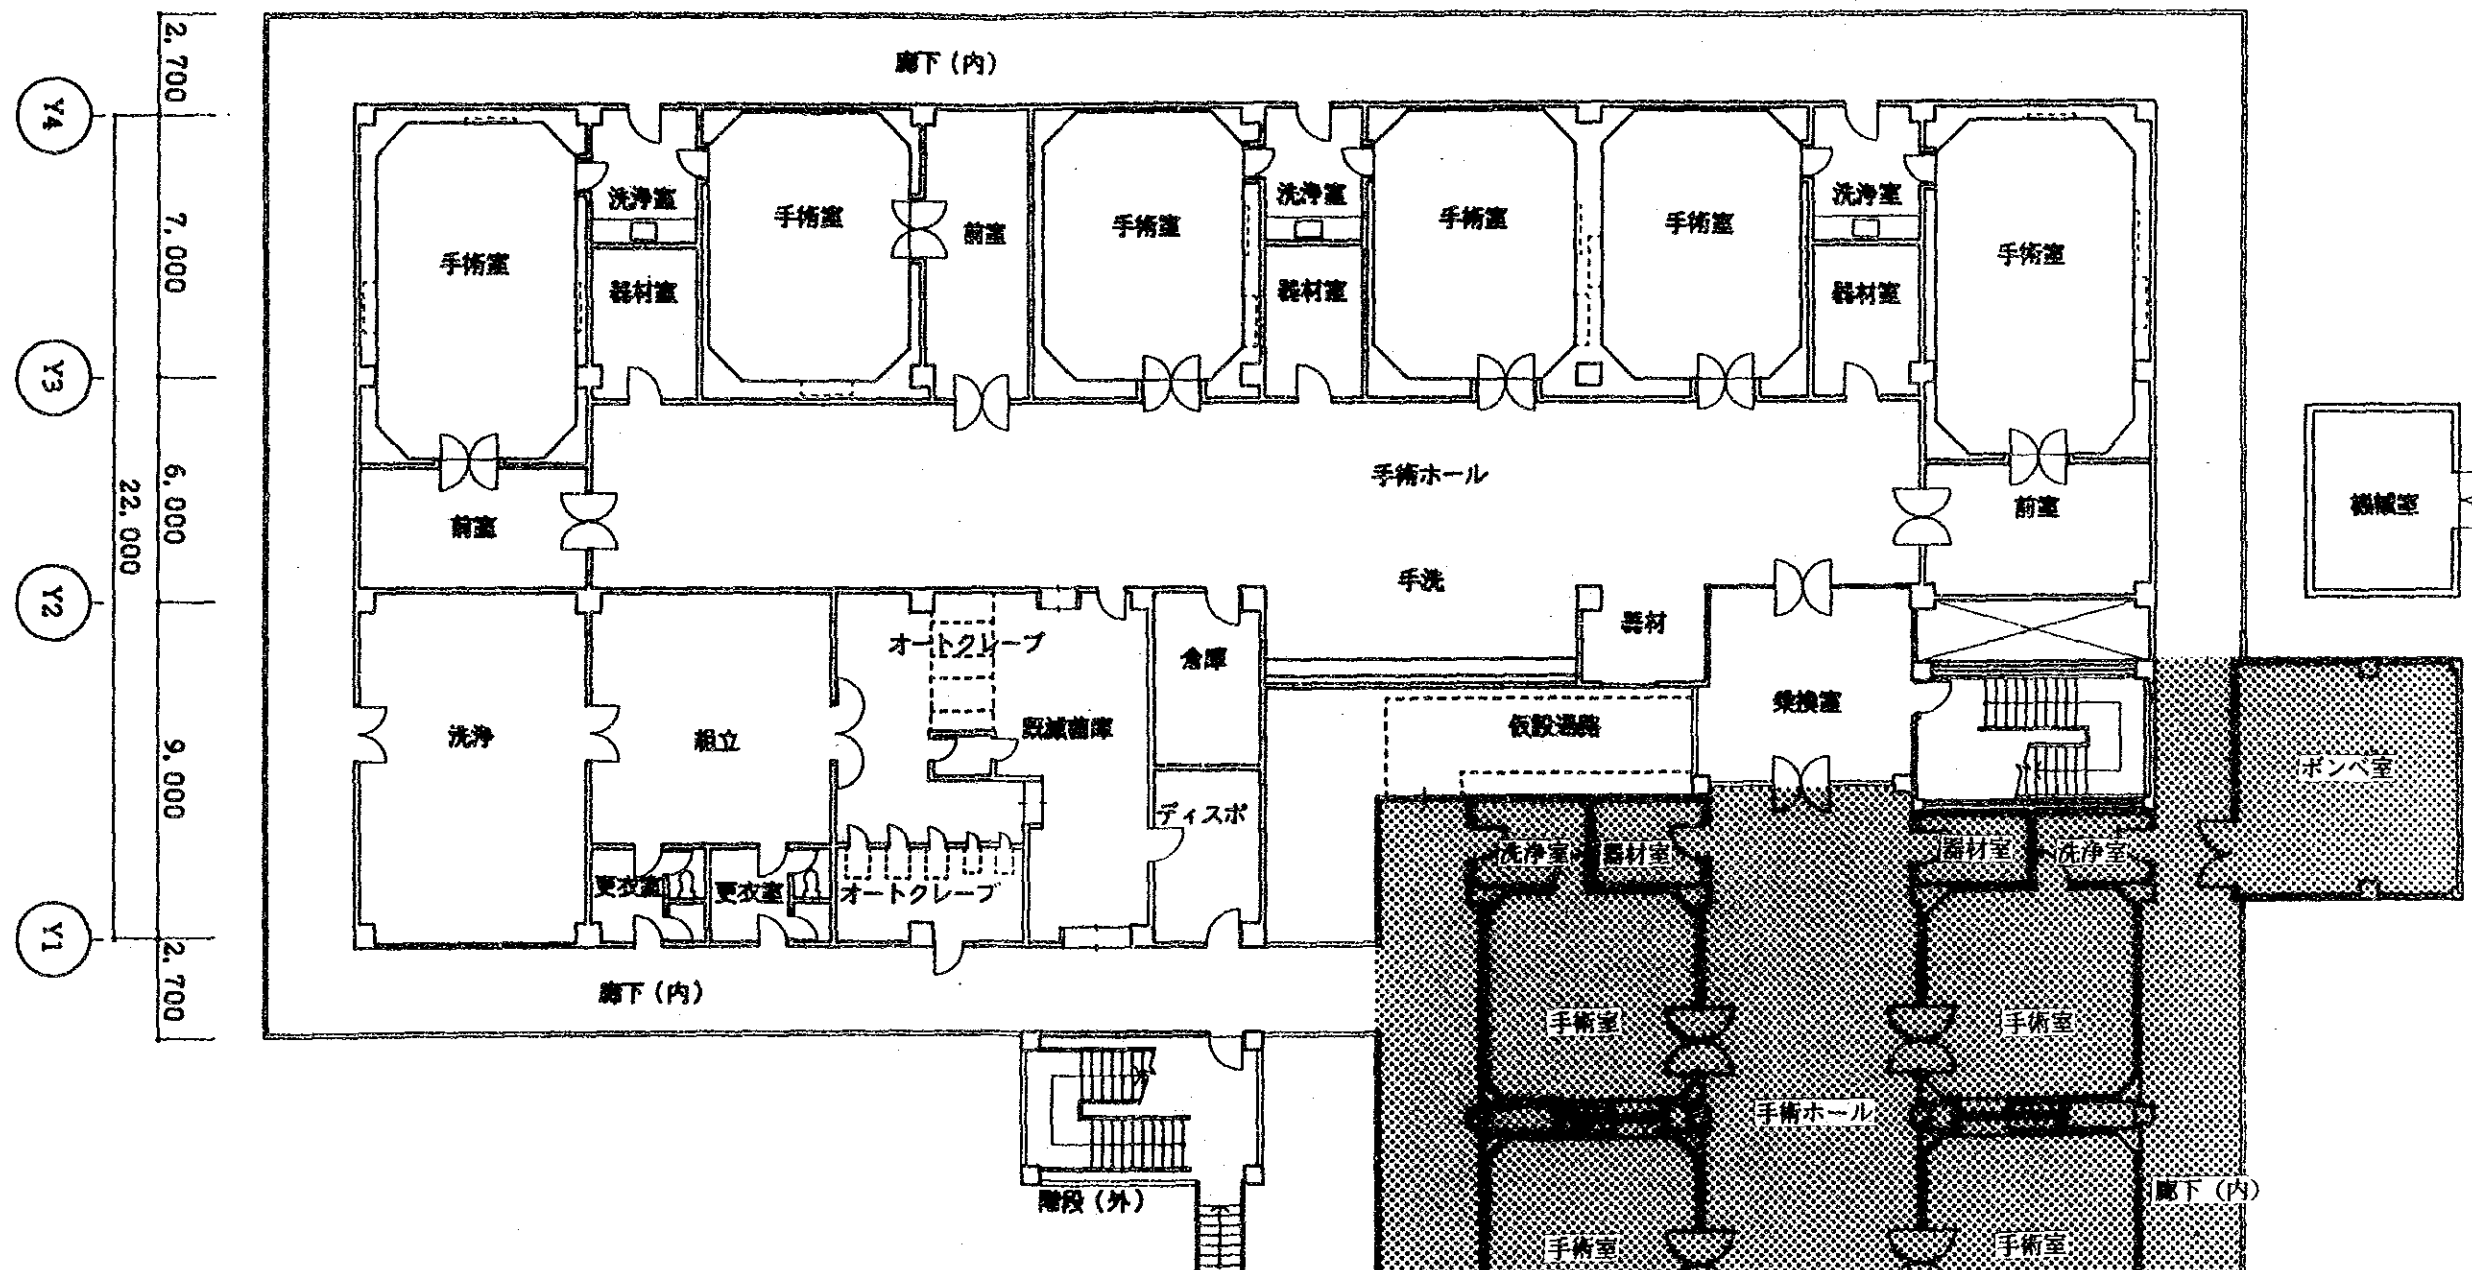 廊下（内）
2,700
Y4
7,000
Y3
6,000
22,000
Y2
9,000
Y1
2,700
手術室
洗浄室
器材室
手術室
前室
手術室
洗浄室
器材室
手術室
手術室
洗浄室
器材室
手術室
前室
手術ホール
前室
機械室
手洗
器材
洗浄
組立
オートクレーブ
既滅菌庫
倉庫
ディスポ
仮設通路
乗換室
ボンベ室
更衣室
更衣室
オートクレーブ
洗浄室
器材室
器材室
洗浄室
廊下（内）
手術室
手術室
手術ホール
階段（外）
廊下（内）
手術室
手術室